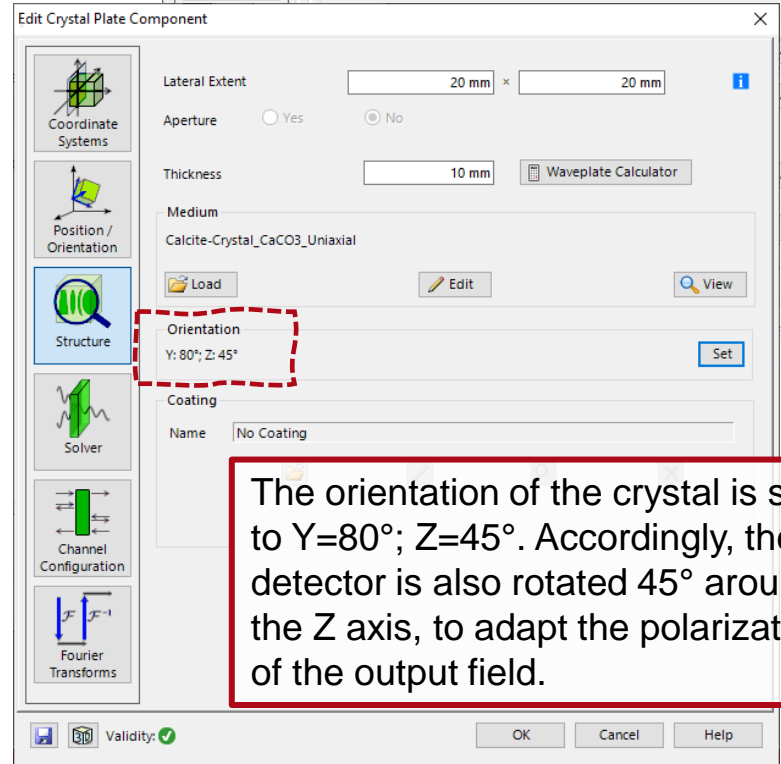 Edit Crystal Plate Component
Coordinate
Systems
Position /
Orientation
Structure
Solver
Channel
Configuration
ℱ ℱ⁻¹
Fourier
Transforms
Lateral Extent 20 mm × 20 mm i
Aperture Yes No
Thickness 10 mm Waveplate Calculator
Medium
Calcite-Crystal_CaCO3_Uniaxial
Load Edit View
Orientation
Y: 80°; Z: 45° Set
Coating
Name No Coating
The orientation of the crystal is s
to Y=80°; Z=45°. Accordingly, the
detector is also rotated 45° arou
the Z axis, to adapt the polarizat
of the output field.
3D Validity: OK Cancel Help